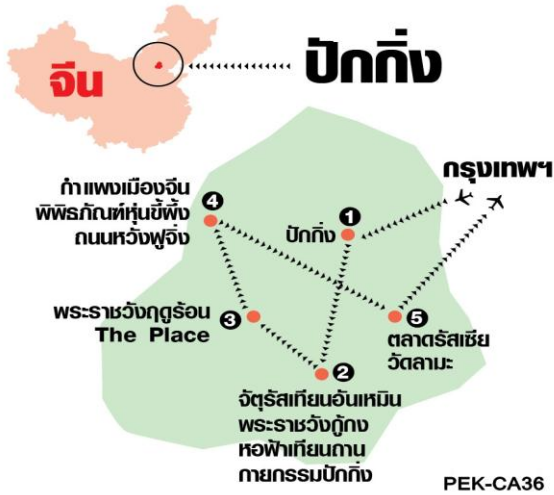 จีน
ปักกิ่ง
กรุงเทพฯ
1
ปักกิ่ง
กำแพงเมืองจีน
พิพิธภัณฑ์หุ่นขี้ผึ้ง
ถนนหวังฟูจิ่ง
4
พระราชวังฤดูร้อน
The Place
3
5
ตลาดรัสเซีย
วัดลามะ
2
จัตุรัสเทียนอันเหมิน
พระราชวังกู้กง
หอฟ้าเทียนถาน
กายกรรมปักกิ่ง
PEK-CA36